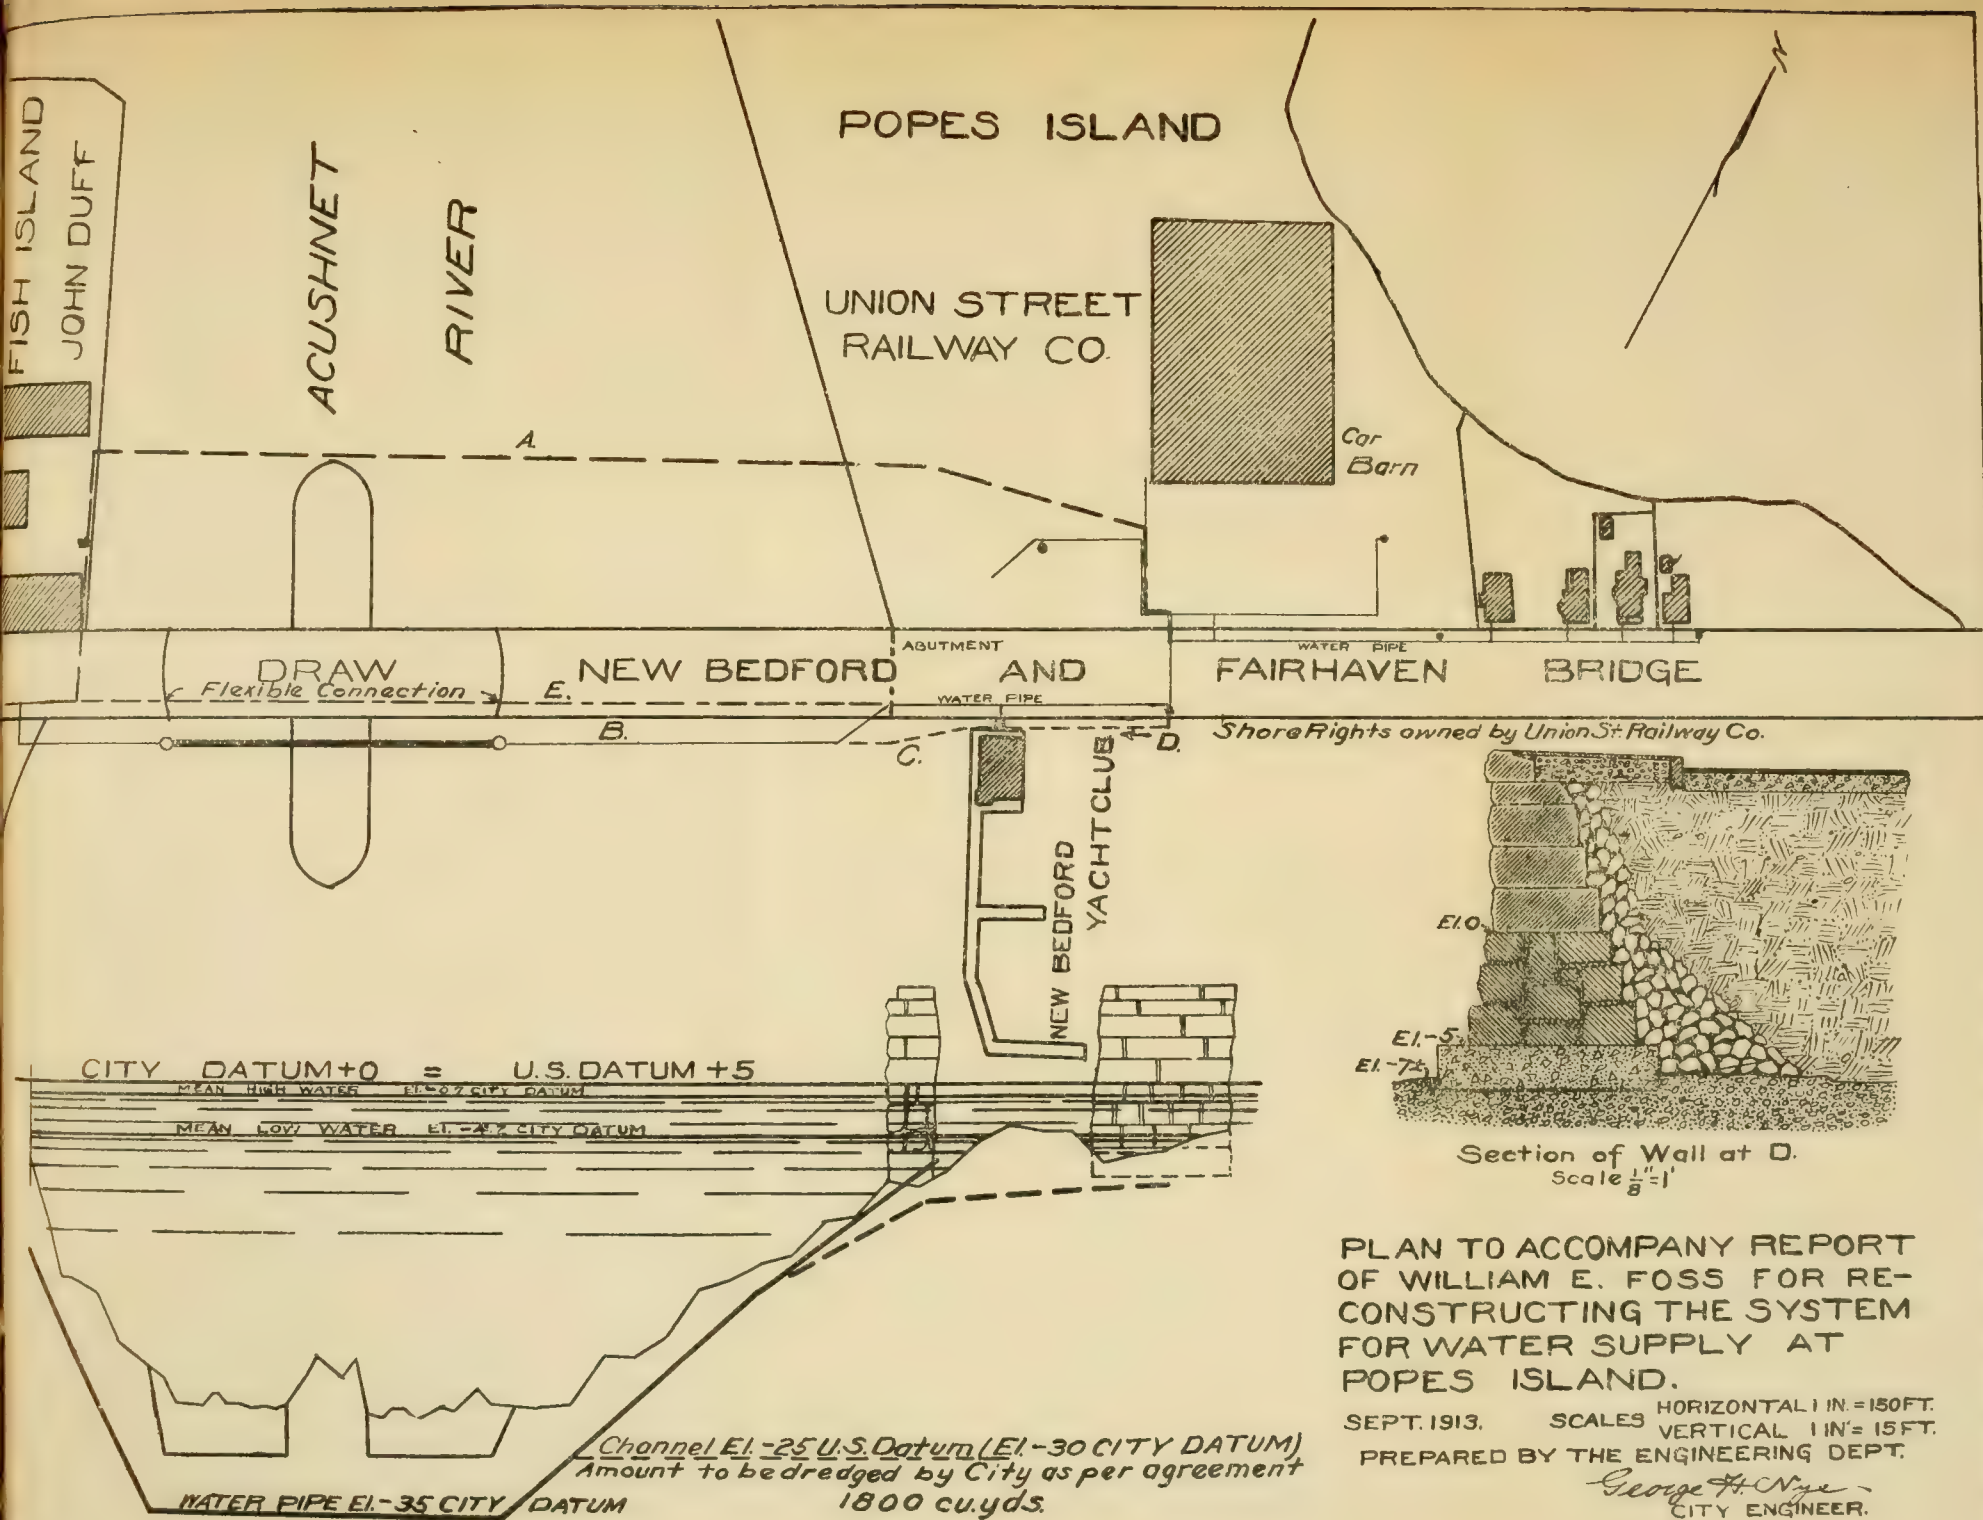 N
POPES ISLAND
FISH ISLAND
JOHN DUFF
ACUSHNET
RIVER
UNION STREET
RAILWAY CO.
Car
Barn
A.
ABUTMENT
WATER PIPE
DRAW NEW BEDFORD AND FAIRHAVEN BRIDGE
Flexible Connection
E.
WATER PIPE
B.
C.
D.
Shore Rights owned by Union St. Railway Co.
NEW BEDFORD
YACHT CLUB
El. 0
El.-5
CITY DATUM+0 = U.S. DATUM +5
MEAN HIGH WATER
CITY DATUM
MEAN LOW WATER
CITY DATUM
Section of Wall at D.
Scale 1/8"=1'
PLAN TO ACCOMPANY REPORT
OF WILLIAM E. FOSS FOR RE-
CONSTRUCTING THE SYSTEM
FOR WATER SUPPLY AT
POPES ISLAND.
SEPT. 1913. SCALES HORIZONTAL 1 IN.=150FT.
VERTICAL 1 IN.= 15 FT.
PREPARED BY THE ENGINEERING DEPT.
George H. Nye
CITY ENGINEER.
Channel El.-25 U.S. Datum (El.-30 CITY DATUM)
Amount to be dredged by City as per agreement
1800 cu. yds.
WATER PIPE El.-35 CITY DATUM